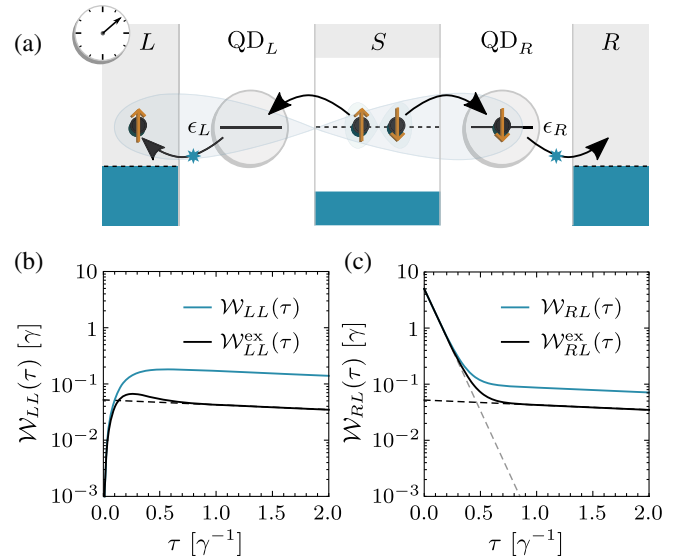 (a) L QD_L S QD_R R
ϵ_L ϵ_R
(b) (c)
10 10
𝒲_LL(τ) 𝒲_RL(τ)
𝒲_LL^ex(τ) 𝒲_RL^ex(τ)
1 1
𝒲_LL(τ) [γ] 𝒲_RL(τ) [γ]
10^−1 10^−1
10^−2 10^−2
10^−3 10^−3
0.0 0.5 1.0 1.5 2.0 0.0 0.5 1.0 1.5 2.0
τ [γ^−1] τ [γ^−1]